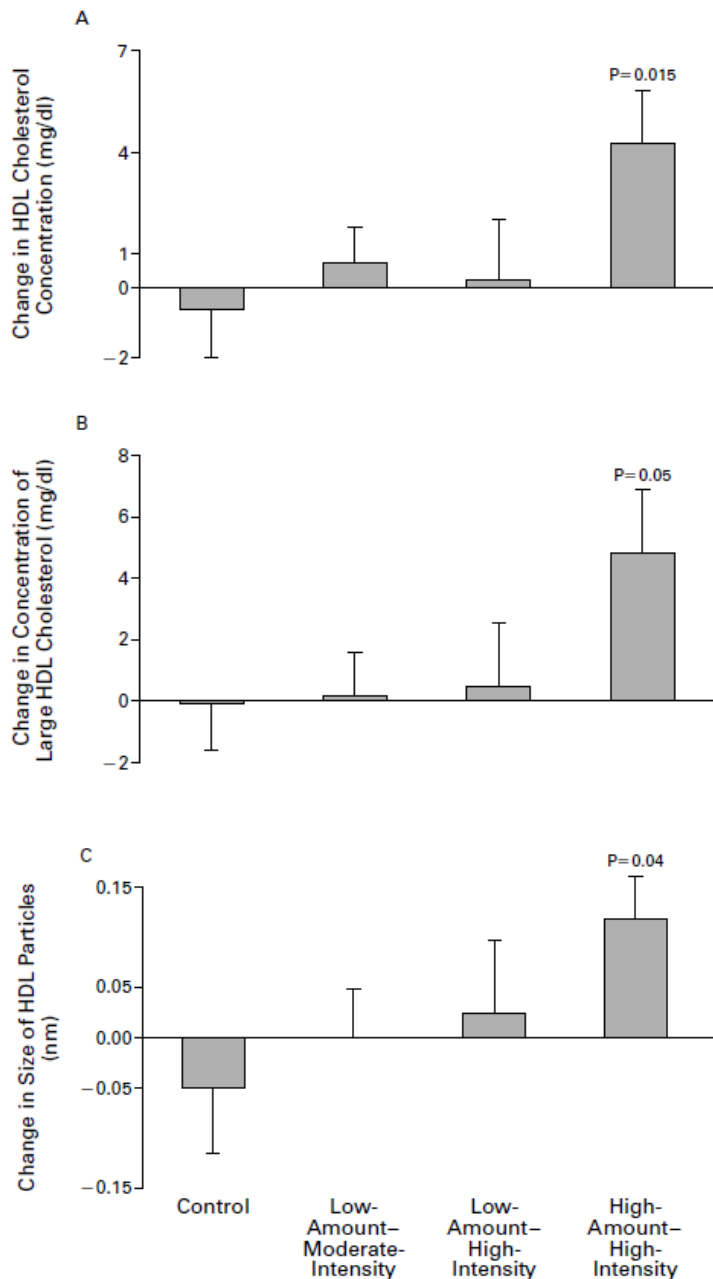 A
Change in HDL Cholesterol
Concentration (mg/dl)
7
4
1
0
−2
P=0.015
B
Change in Concentration of
Large HDL Cholesterol (mg/dl)
8
6
4
2
0
−2
P=0.05
C
Change in Size of HDL Particles
(nm)
0.15
0.05
0.00
−0.05
−0.15
P=0.04
Control
Low-
Amount–
Moderate-
Intensity
Low-
Amount–
High-
Intensity
High-
Amount–
High-
Intensity